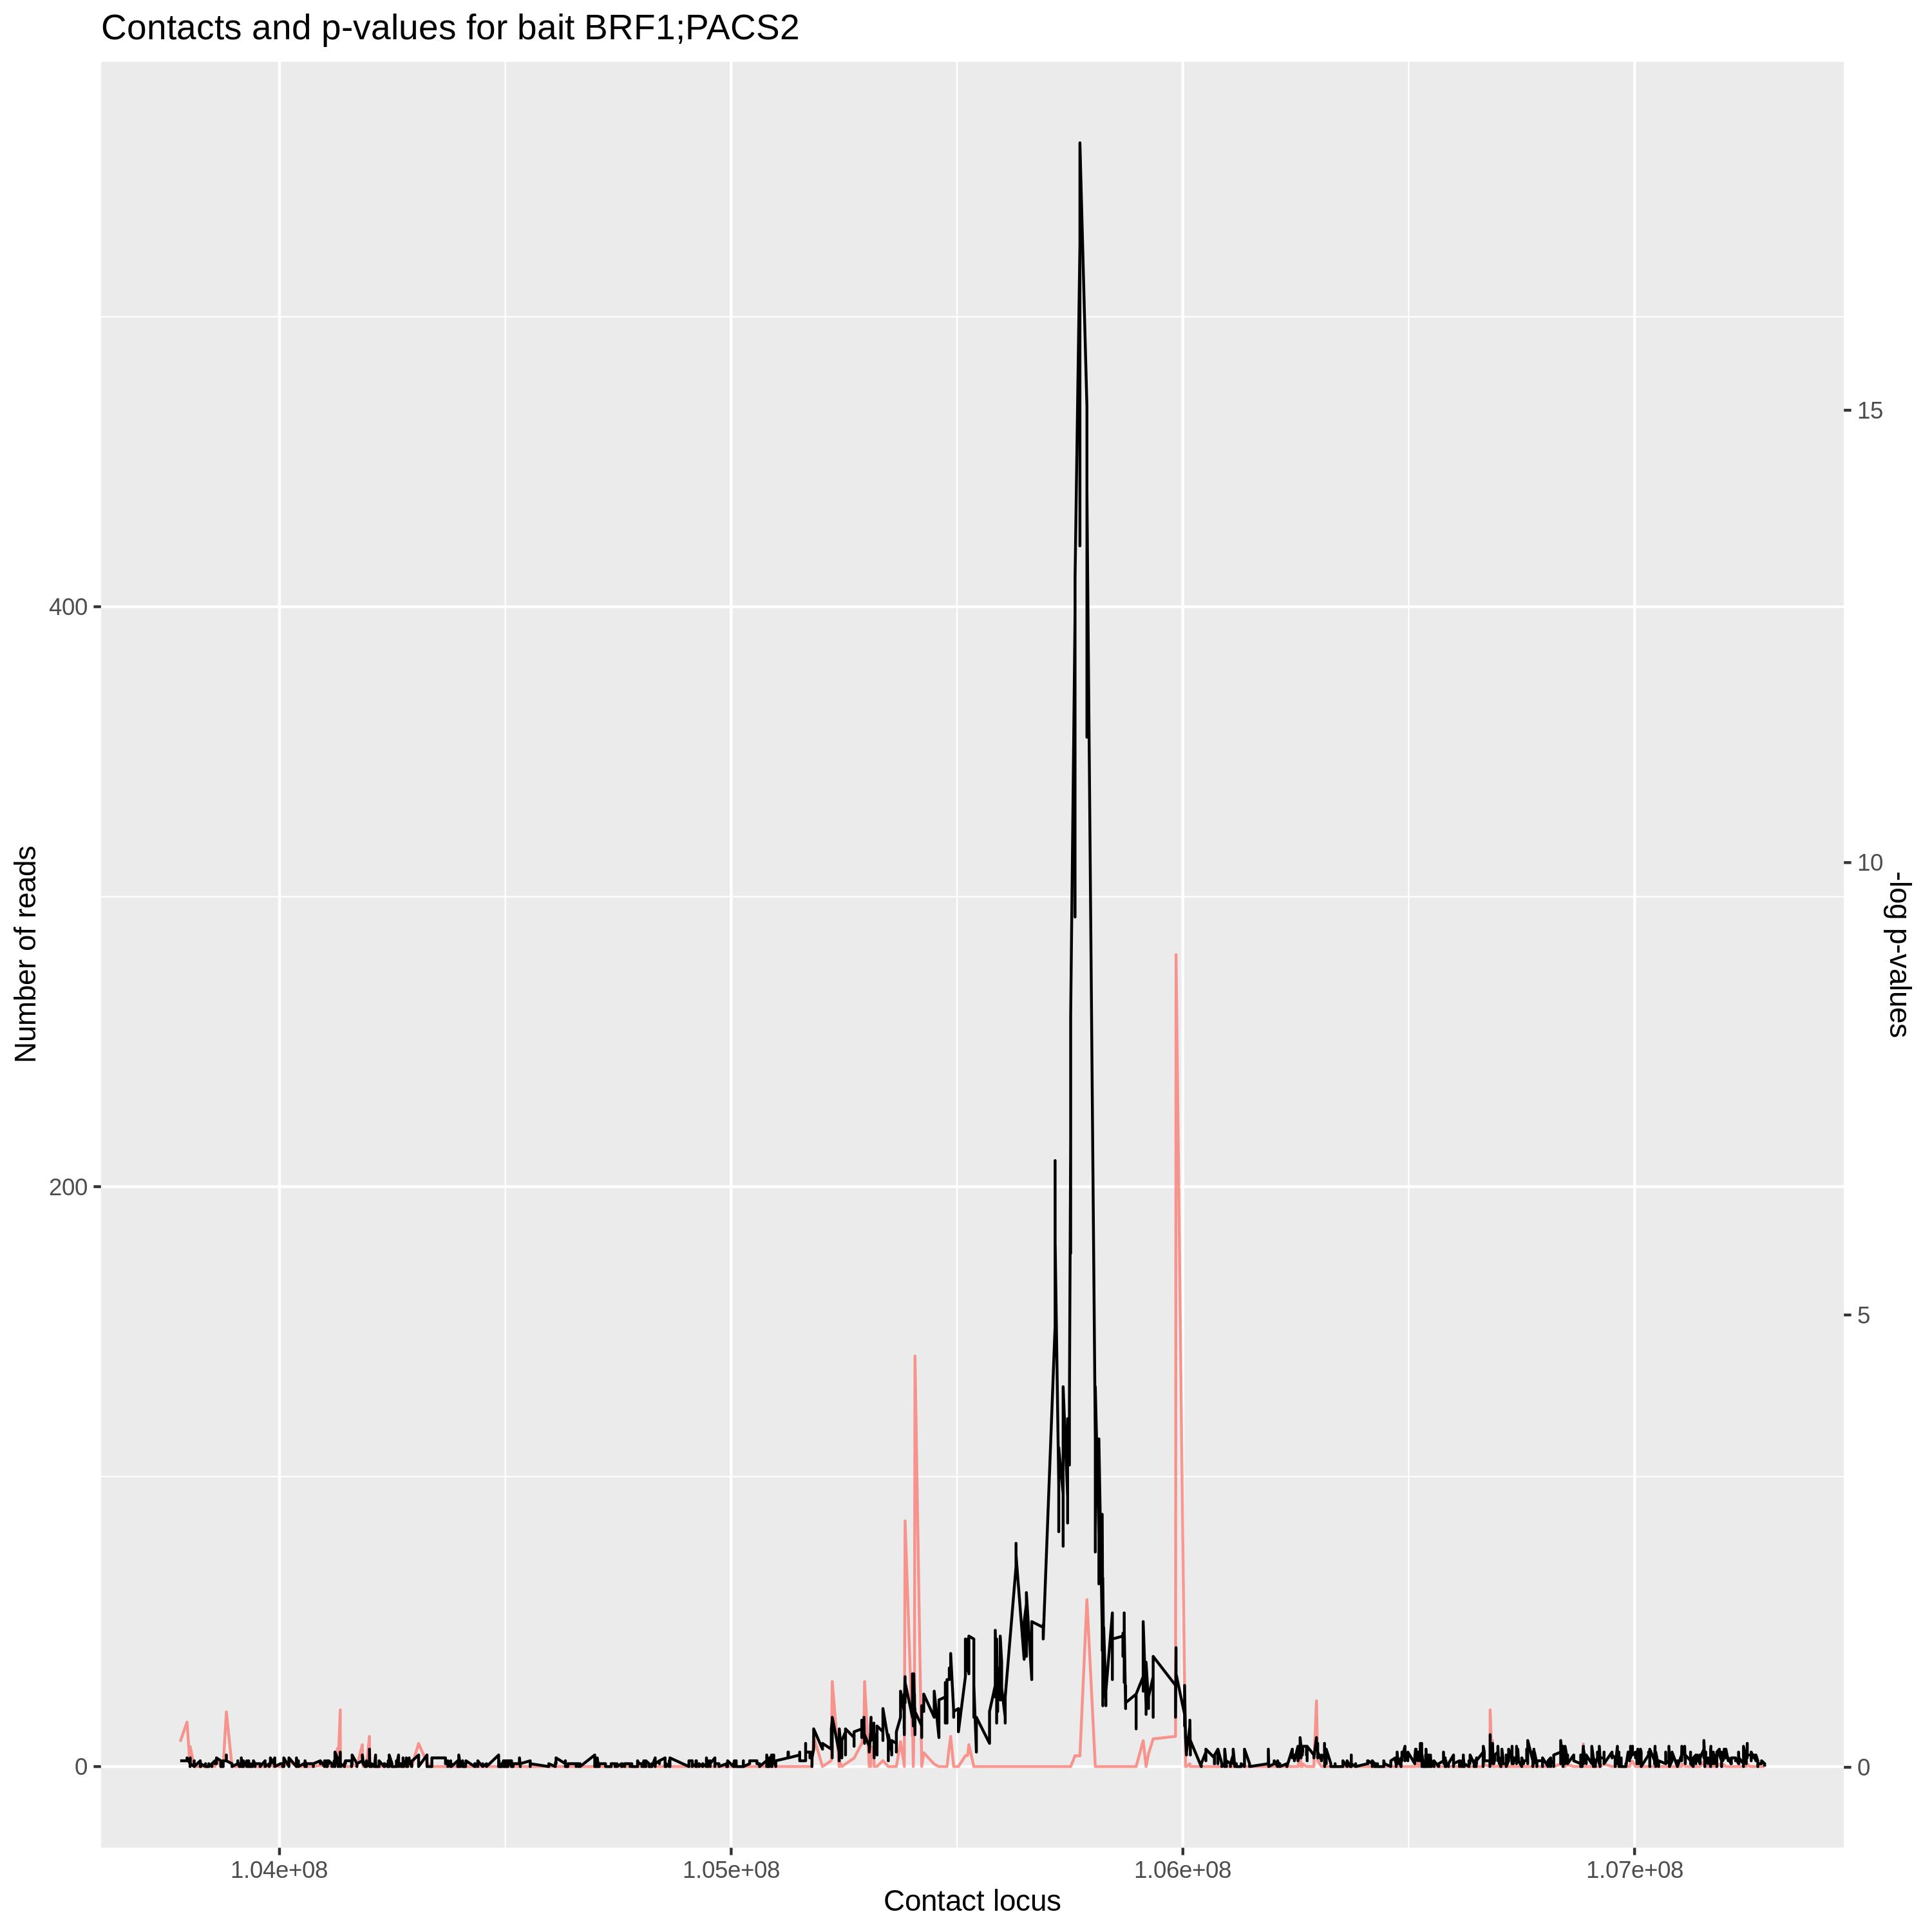 Contacts and p-values for bait BRF1;PACS2
Number of reads
400
200
0
15
10
5
0
-log p-values
1.04e+08
1.05e+08
1.06e+08
1.07e+08
Contact locus